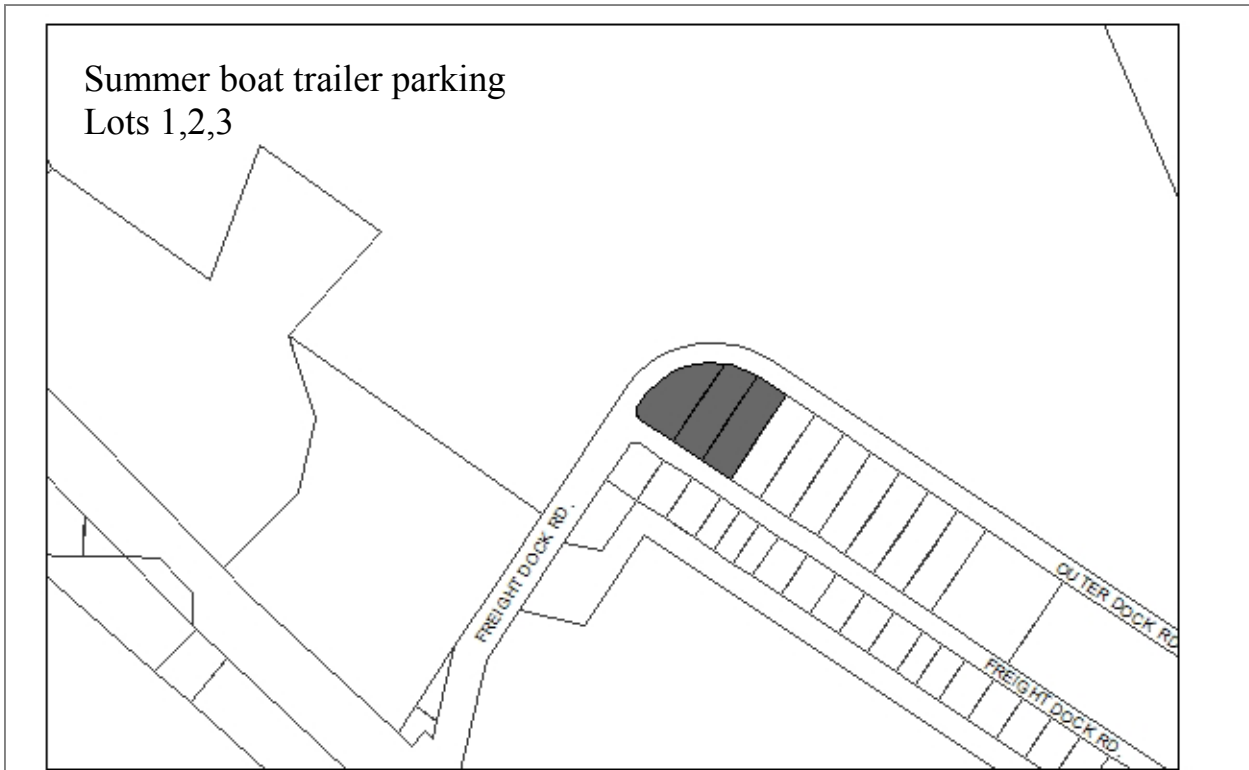 Summer boat trailer parking
Lots 1,2,3
FREIGHT DOCK RD.
OUTER DOCK RD
FREIGHT DOCK RD.